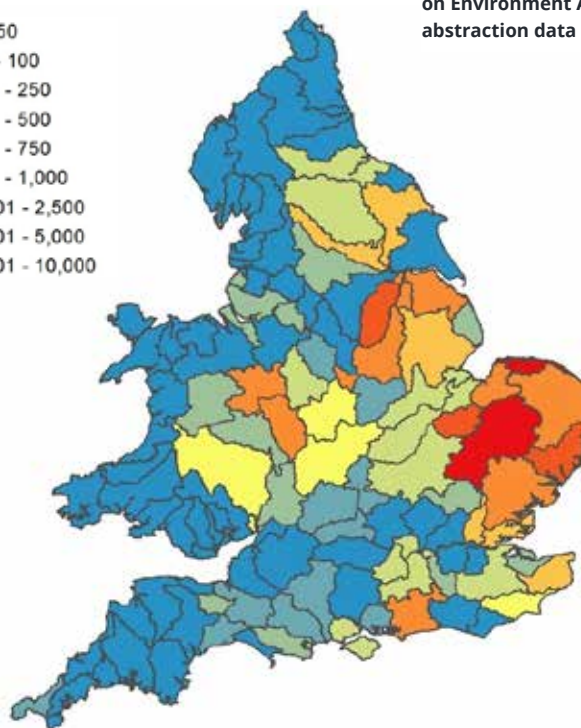 on Environment A
abstraction data
50
- 100
- 250
- 500
- 750
- 1,000
01 - 2,500
01 - 5,000
01 - 10,000